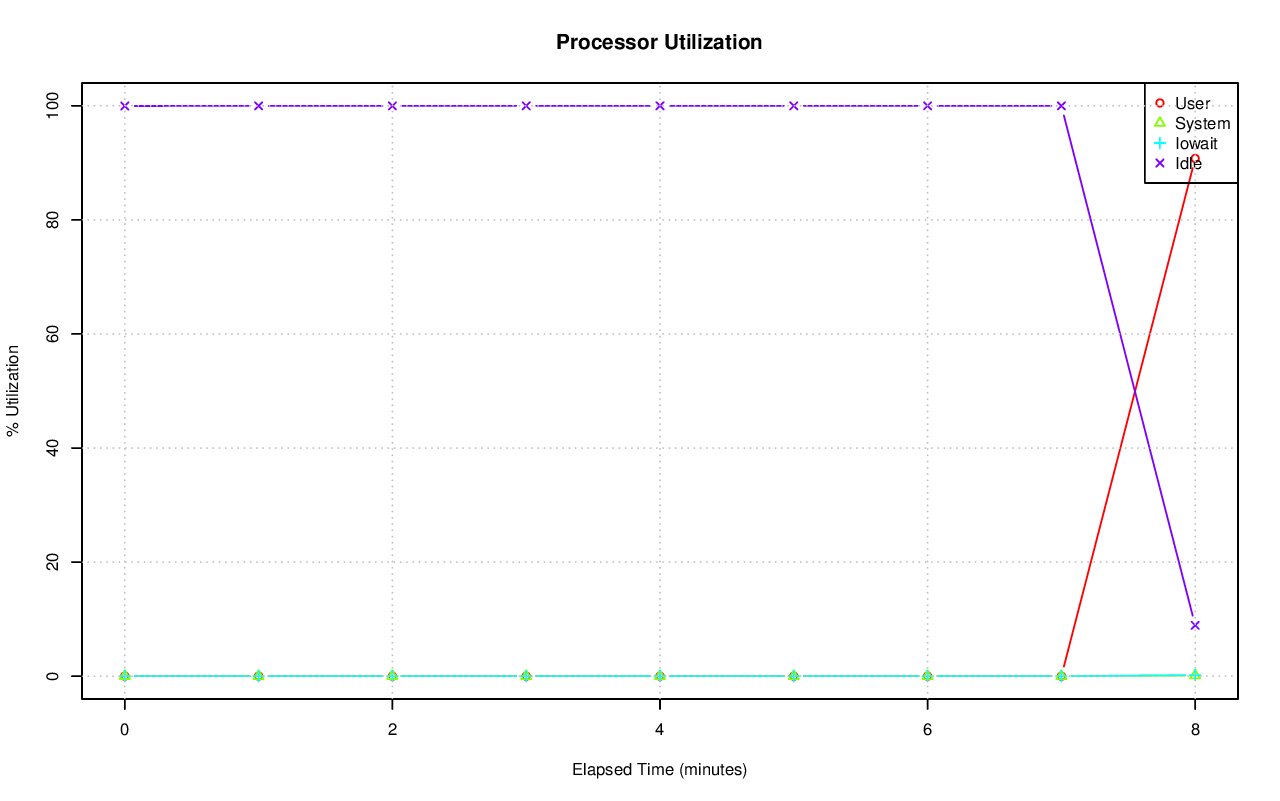 Processor Utilization
% Utilization
100
80
60
40
20
0
User
System
Iowait
Idle
0 2 4 6 8
Elapsed Time (minutes)